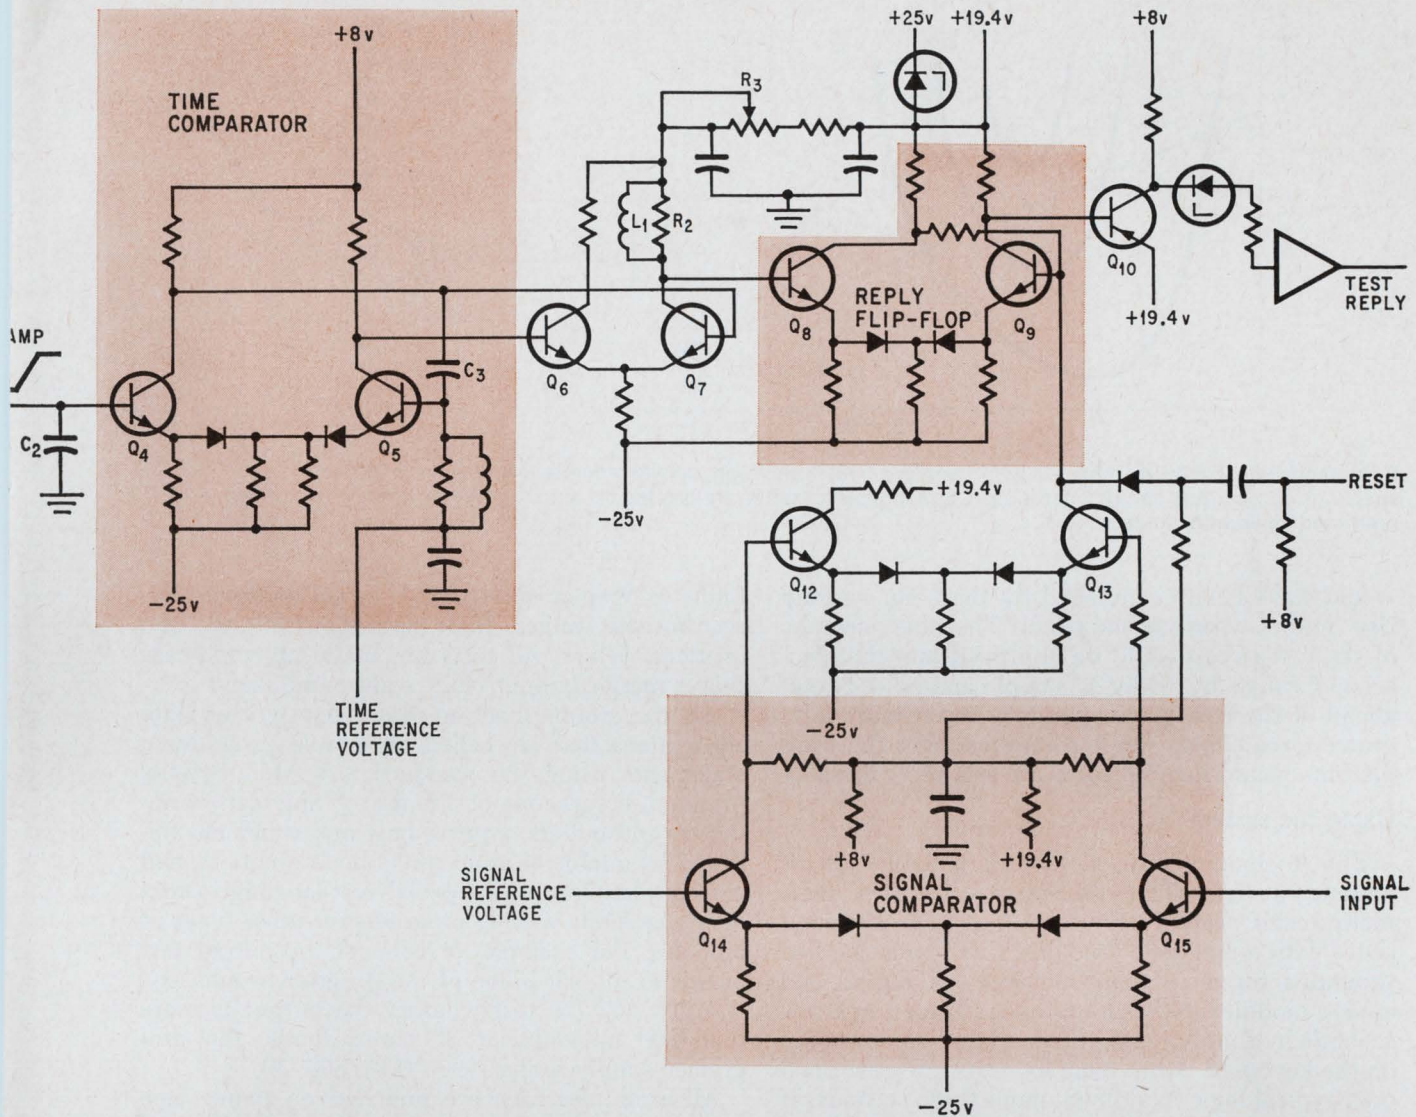 +8v
TIME
COMPARATOR
AMP
C2
Q4
Q5
C3
-25v
TIME
REFERENCE
VOLTAGE
+25v
+19.4v
R3
L1
R2
Q6
Q7
-25v
REPLY
FLIP-FLOP
Q8
Q9
+8v
Q10
+19.4v
TEST
REPLY
+19.4v
Q12
Q13
-25v
RESET
+8v
+8v
+19.4v
SIGNAL
REFERENCE
VOLTAGE
SIGNAL
COMPARATOR
Q14
Q15
SIGNAL
INPUT
-25v